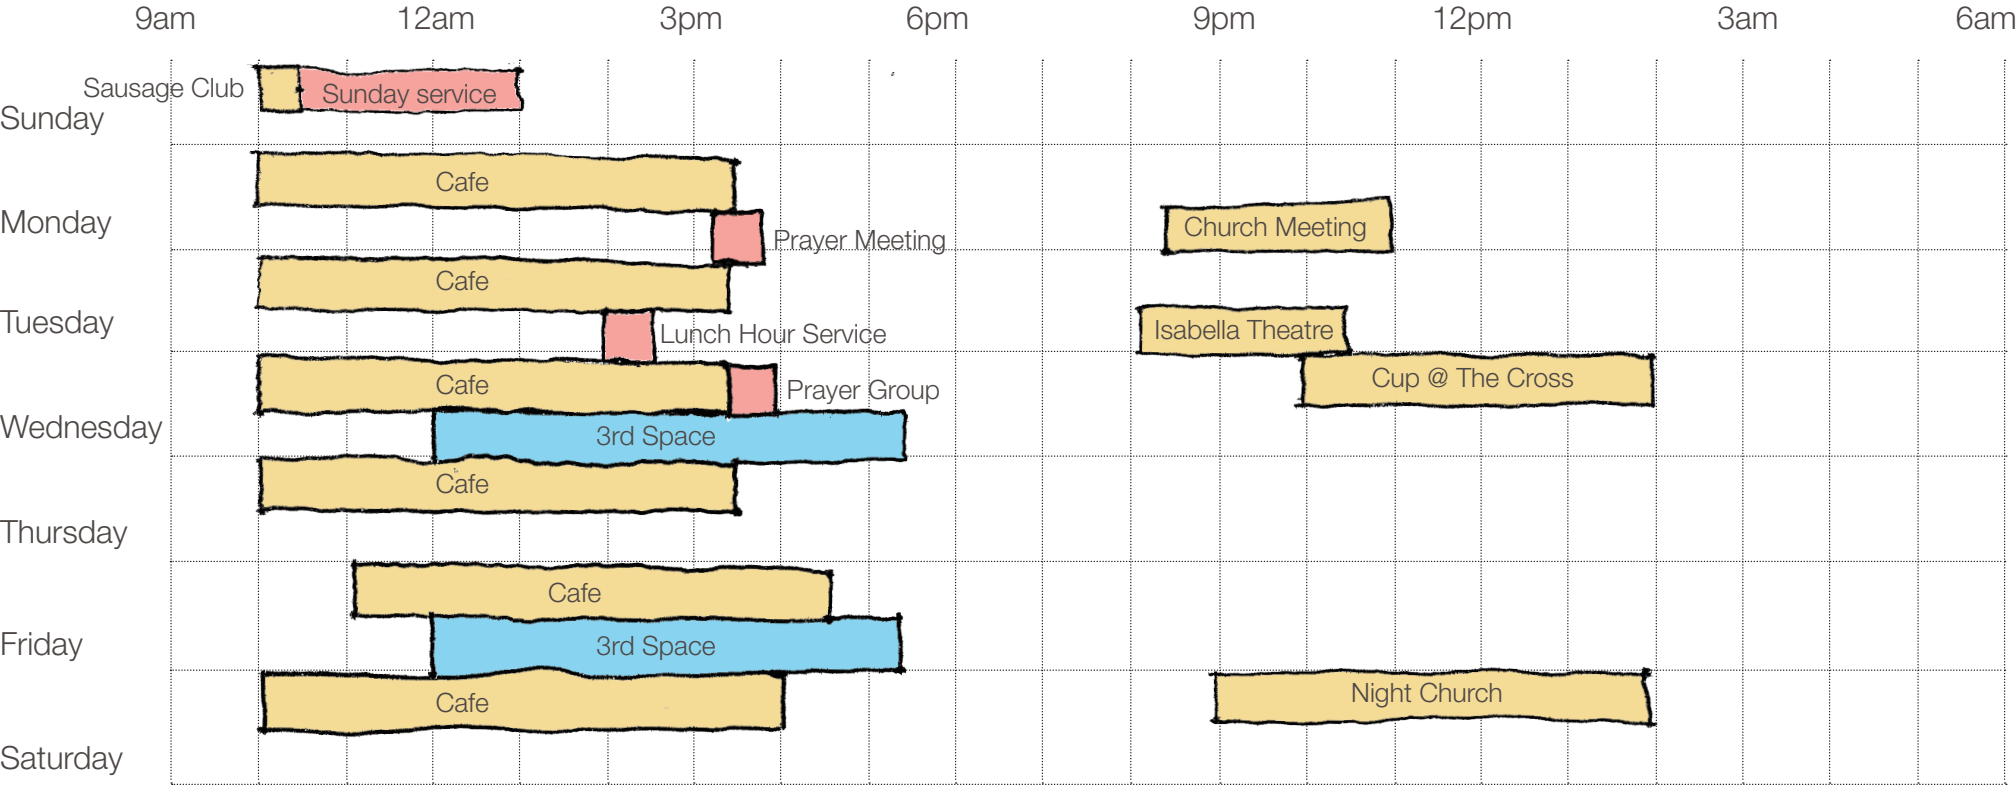 9am 12am 3pm 6pm 9pm 12pm 3am 6am
Sausage Club Sunday service
Sunday
Cafe
Monday Church Meeting
Prayer Meeting
Cafe
Tuesday Isabella Theatre
Lunch Hour Service
Cafe Prayer Group Cup @ The Cross
Wednesday 3rd Space
Cafe
Thursday
Cafe
Friday 3rd Space
Cafe Night Church
Saturday